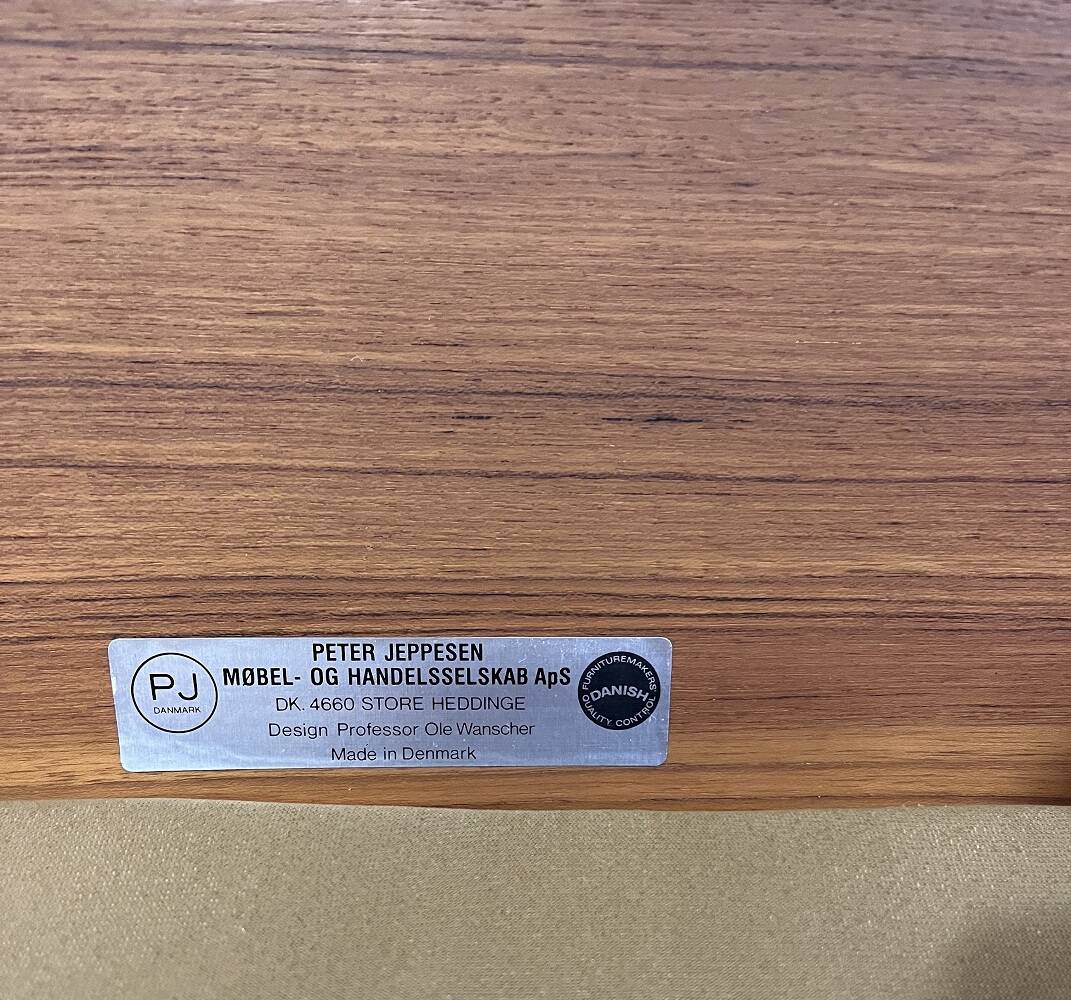 PJ
DANMARK
PETER JEPPESEN
MØBEL- OG HANDELSSELSKAB ApS
DK. 4660 STORE HEDDINGE
Design Professor Ole Wanscher
Made in Denmark
FURNITUREMAKERS'
DANISH
QUALITY CONTROL